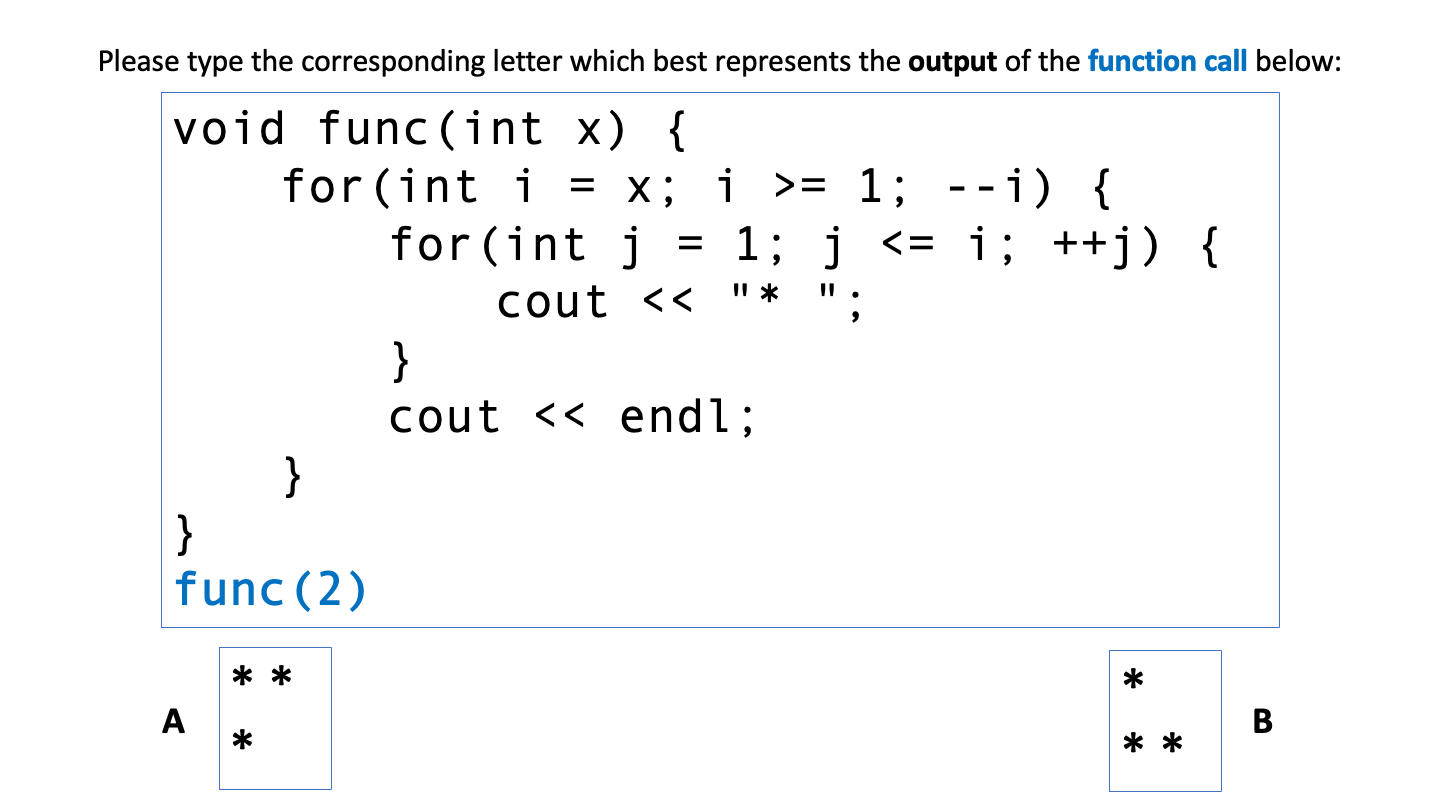 Please type the corresponding letter which best represents the output of the function call below:
void func(int x) {
    for(int i = x; i >= 1; --i) {
        for(int j = 1; j <= i; ++j) {
            cout << "* ";
        }
        cout << endl;
    }
}
func(2)
* *
A
*
*
B
* *